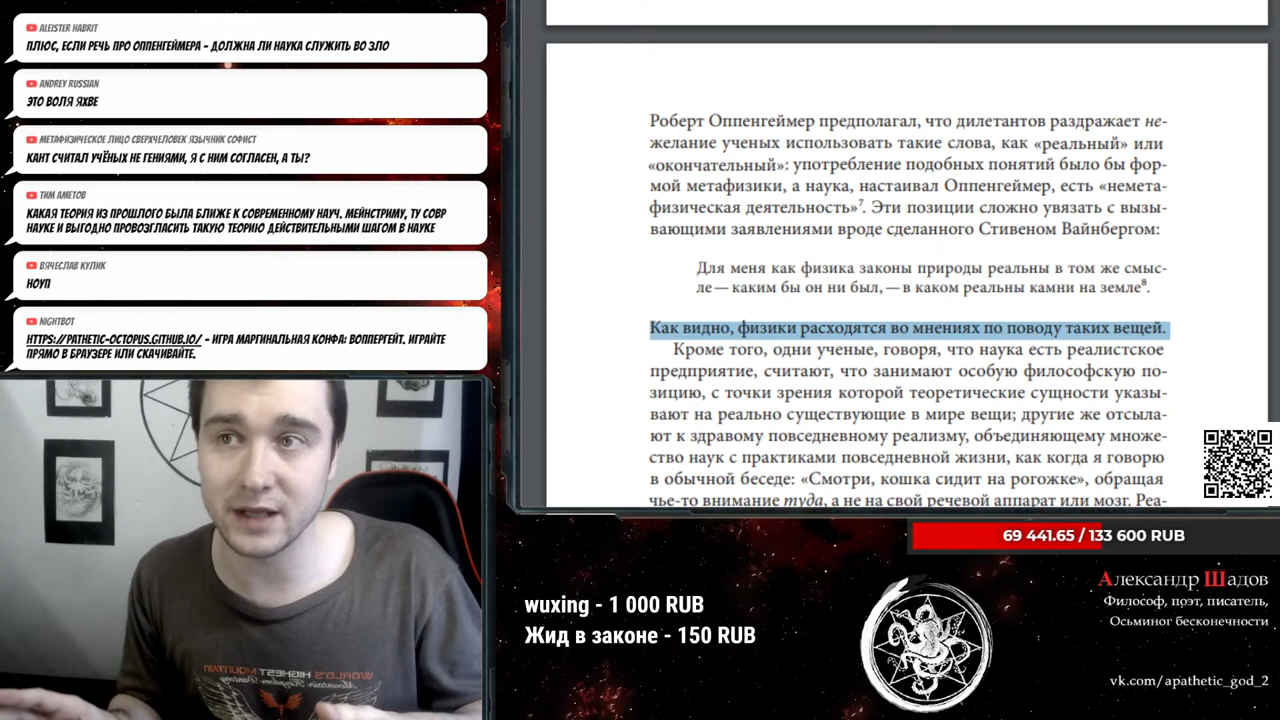 ALEISTER HABRIT
ПЛЮС, ЕСЛИ РЕЧЬ ПРО ОППЕНГЕЙМЕРА - ДОЛЖНА ЛИ НАУКА СЛУЖИТЬ ВО ЗЛО
ANDREY RUSSIAN
ЭТО ВОЛЯ ЯХВЕ
МЕТАФИЗИЧЕСКОЕ ЛИЦО СВЕРХЧЕЛОВЕК ЯЗЫЧНИК СОФИСТ
КАНТ СЧИТАЛ УЧЁНЫХ НЕ ГЕНИЯМИ, Я С НИМ СОГЛАСЕН, А ТЫ?
ТИМ АМЕТОВ
КАКАЯ ТЕОРИЯ ИЗ ПРОШЛОГО БЫЛА БЛИЖЕ К СОВРЕМЕННОМУ НАУЧ. МЕЙНСТРИМУ, ТУ СОВР
НАУКЕ И ВЫГОДНО ПРОВОЗГЛАСИТЬ ТАКУЮ ТЕОРИЮ ДЕЙСТВИТЕЛЬНЫМИ ШАГОМ В НАУКЕ
ВЯЧЕСЛАВ КУЛИК
НОУП
NIGHTBOT
HTTPS://PATHETIC-OCTOPUS.GITHUB.IO/ - ИГРА МАРГИНАЛЬНАЯ КОНФА: ВОППЕРГЕЙТ. ИГРАЙТЕ
ПРЯМО В БРАУЗЕРЕ ИЛИ СКАЧИВАЙТЕ.
Роберт Оппенгеймер предполагал, что дилетантов раздражает не-
желание ученых использовать такие слова, как «реальный» или
«окончательный»: употребление подобных понятий было бы фор-
мой метафизики, а наука, настаивал Оппенгеймер, есть «немета-
физическая деятельность»⁷. Эти позиции сложно увязать с вызы-
вающими заявлениями вроде сделанного Стивеном Вайнбергом:
Для меня как физика законы природы реальны в том же смыс-
ле — каким бы он ни был, — в каком реальны камни на земле⁸.
Как видно, физики расходятся во мнениях по поводу таких вещей.
Кроме того, одни ученые, говоря, что наука есть реалистское
предприятие, считают, что занимают особую философскую по-
зицию, с точки зрения которой теоретические сущности указы-
вают на реально существующие в мире вещи; другие же отсыла-
ют к здравому повседневному реализму, объединяющему множе-
ство наук с практиками повседневной жизни, как когда я говорю
в обычной беседе: «Смотри, кошка сидит на рогожке», обращая
чье-то внимание туда, а не на свой речевой аппарат или мозг. Реа-
69 441.65 / 133 600 RUB
wuxing - 1 000 RUB
Жид в законе - 150 RUB
Александр Шадов
Философ, поэт, писатель,
Осьминог бесконечности
vk.com/apathetic_god_2
WORLD'S HIGHEST MOUNTAIN